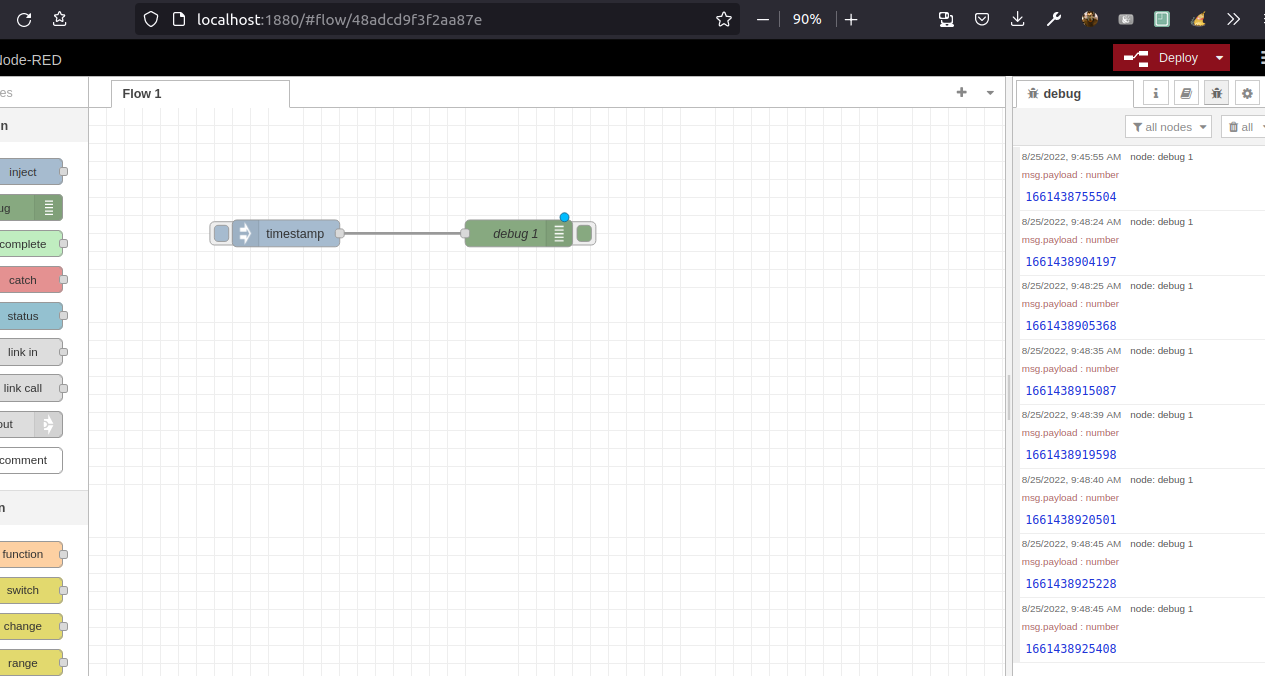 localhost:1880/#flow/48adcd9f3f2aa87e
90%
Node-RED
Deploy
es
Flow 1
debug
i
n
all nodes
all
inject
ug
complete
catch
status
link in
link call
out
comment
n
function
switch
change
range
timestamp
debug 1
8/25/2022, 9:45:55 AM node: debug 1
msg.payload : number
1661438755504
8/25/2022, 9:48:24 AM node: debug 1
msg.payload : number
1661438904197
8/25/2022, 9:48:25 AM node: debug 1
msg.payload : number
1661438905368
8/25/2022, 9:48:35 AM node: debug 1
msg.payload : number
1661438915087
8/25/2022, 9:48:39 AM node: debug 1
msg.payload : number
1661438919598
8/25/2022, 9:48:40 AM node: debug 1
msg.payload : number
1661438920501
8/25/2022, 9:48:45 AM node: debug 1
msg.payload : number
1661438925228
8/25/2022, 9:48:45 AM node: debug 1
msg.payload : number
1661438925408